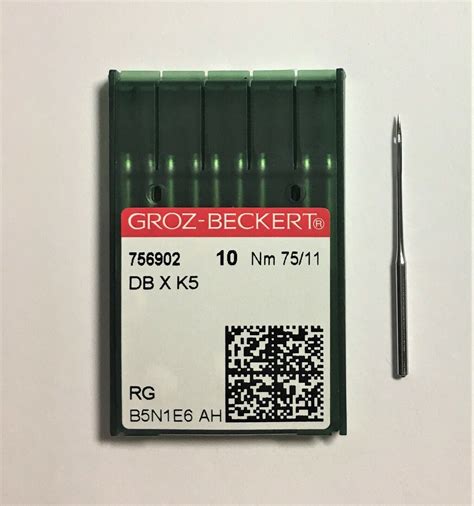 GROZ-BECKERT®
756902 10 Nm 75/11
DB X K5
RG
B5N1E6 AH